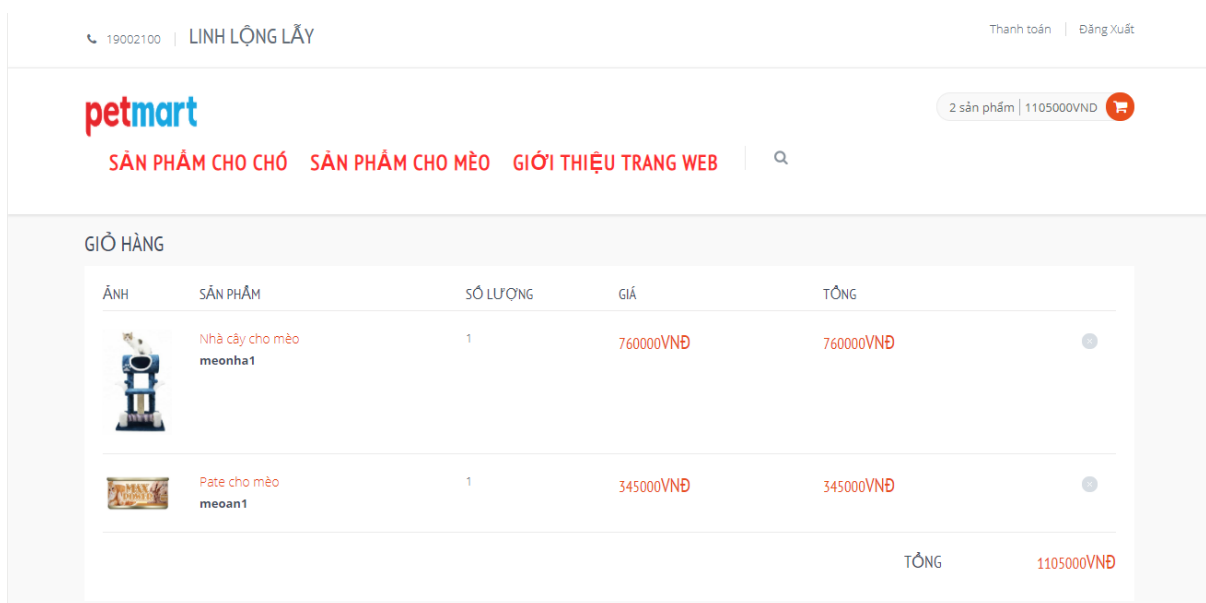 19002100 | LINH LỘNG LẪY
Thanh toán | Đăng Xuất
petmart
2 sản phẩm | 1105000VND
SẢN PHẨM CHO CHÓ SẢN PHẨM CHO MÈO GIỚI THIỆU TRANG WEB
GIỎ HÀNG
ẢNH SẢN PHẨM SỐ LƯỢNG GIÁ TỔNG
Nhà cây cho mèo 1 760000VNĐ 760000VNĐ
meonha1
MAX
POWER
Pate cho mèo 1 345000VNĐ 345000VNĐ
meoan1
TỔNG 1105000VNĐ